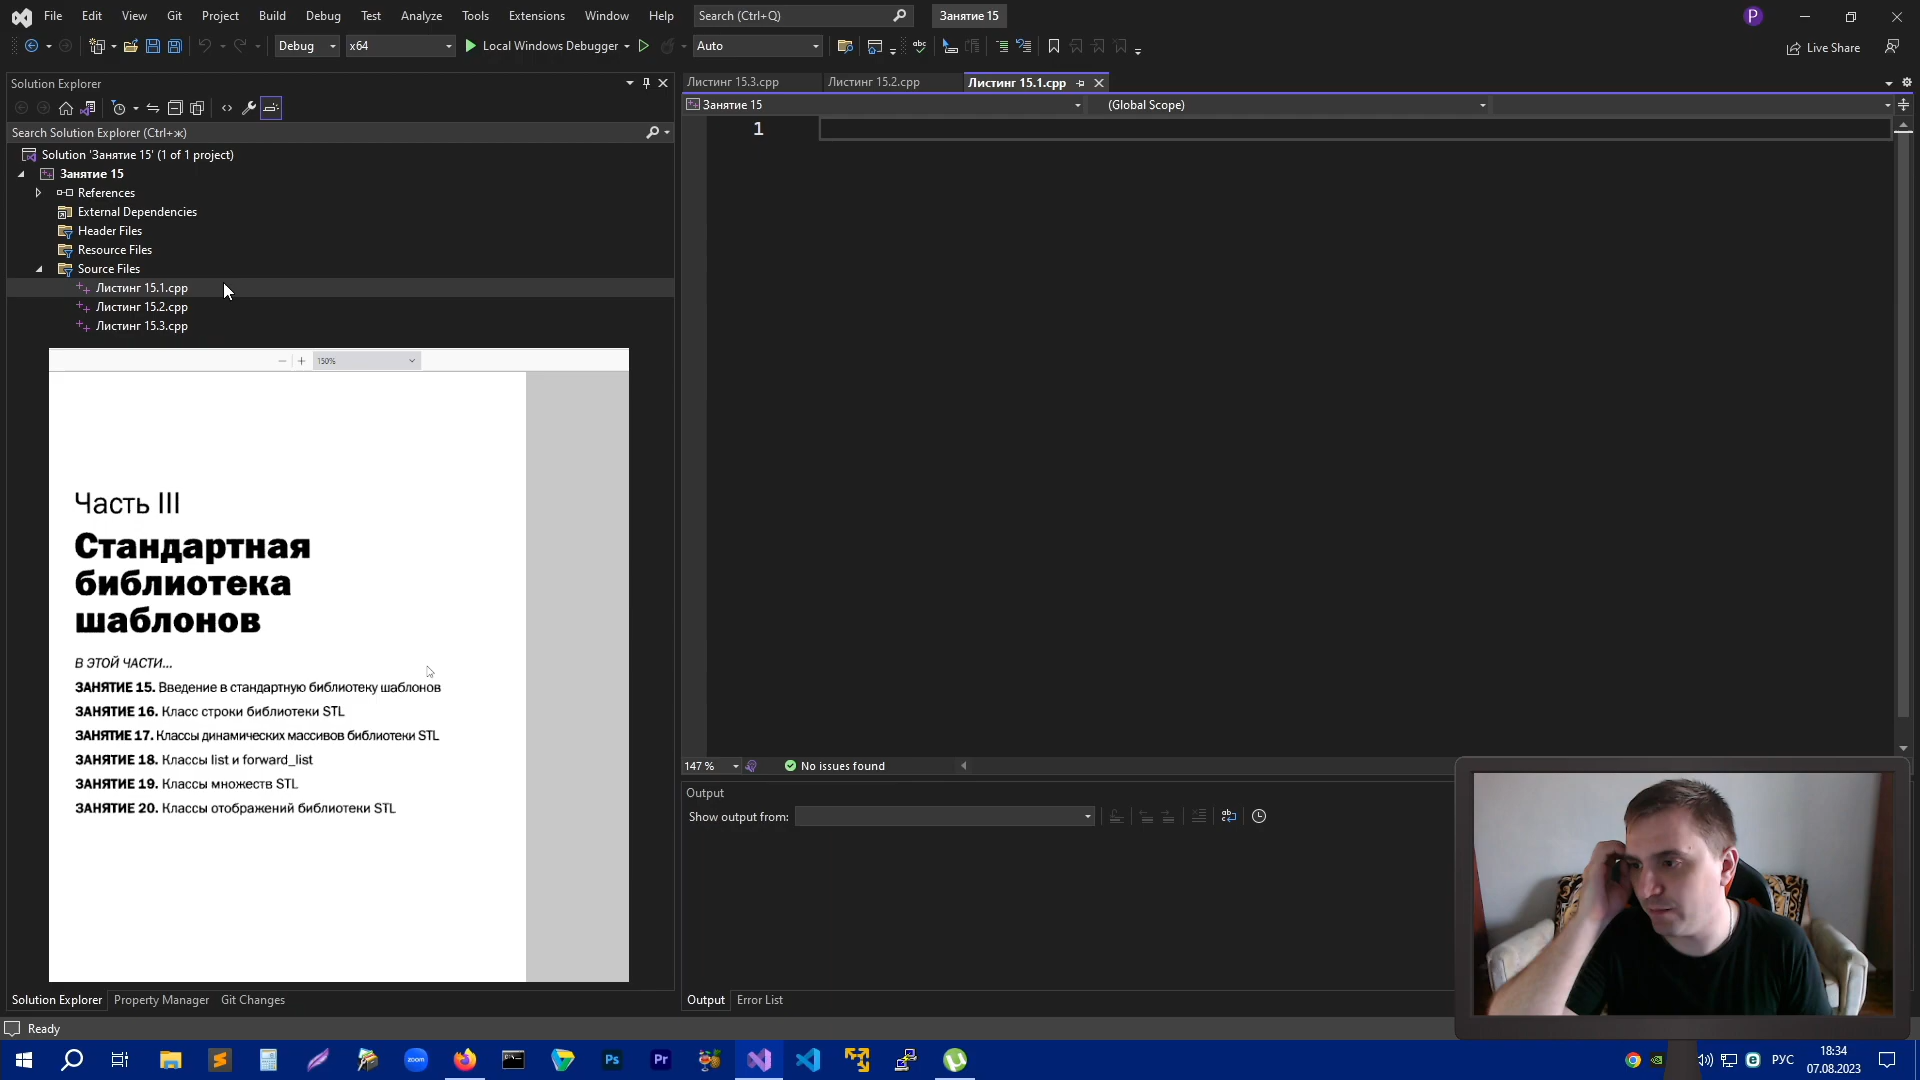 File Edit View Git Project Build Debug Test Analyze Tools Extensions Window Help Search (Ctrl+Q) Занятие 15 P
Debug x64 Local Windows Debugger Auto Live Share
Solution Explorer
Search Solution Explorer (Ctrl+ж)
Solution 'Занятие 15' (1 of 1 project)
Занятие 15
References
External Dependencies
Header Files
Resource Files
Source Files
Листинг 15.1.cpp
Листинг 15.2.cpp
Листинг 15.3.cpp
150%
Часть III
Стандартная
библиотека
шаблонов
В ЭТОЙ ЧАСТИ...
ЗАНЯТИЕ 15. Введение в стандартную библиотеку шаблонов
ЗАНЯТИЕ 16. Класс строки библиотеки STL
ЗАНЯТИЕ 17. Классы динамических массивов библиотеки STL
ЗАНЯТИЕ 18. Классы list и forward_list
ЗАНЯТИЕ 19. Классы множеств STL
ЗАНЯТИЕ 20. Классы отображений библиотеки STL
Solution Explorer Property Manager Git Changes
Листинг 15.3.cpp Листинг 15.2.cpp Листинг 15.1.cpp
Занятие 15 (Global Scope)
1
147 % No issues found
Output
Show output from:
Output Error List
Ready
zoom Ps Pr РУС 18:34
07.08.2023